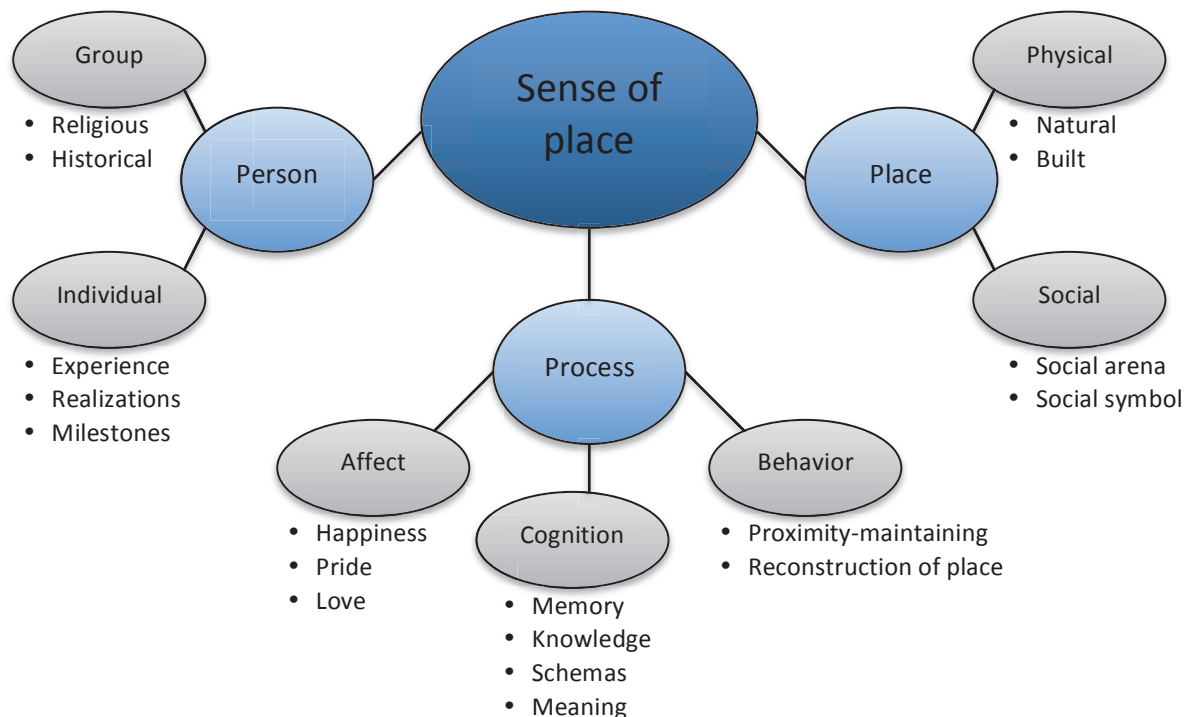 Sense of
place
Person
Group
• Religious
• Historical
Individual
• Experience
• Realizations
• Milestones
Process
Affect
• Happiness
• Pride
• Love
Cognition
• Memory
• Knowledge
• Schemas
• Meaning
Behavior
• Proximity-maintaining
• Reconstruction of place
Place
Physical
• Natural
• Built
Social
• Social arena
• Social symbol